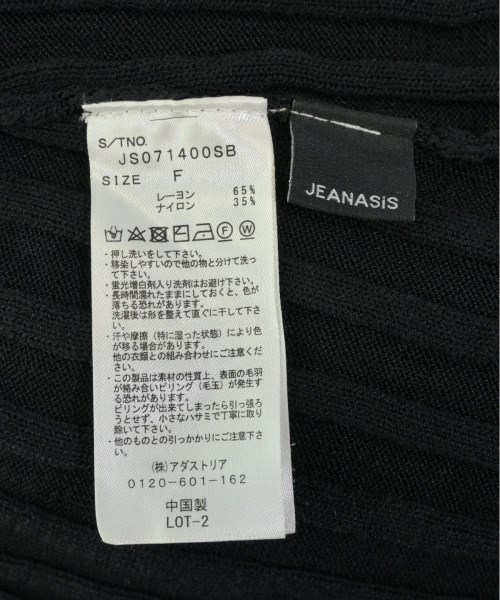 S/TNO.
JS071400SB
SIZE F
レーヨン 65%
ナイロン 35%
F W
・押し洗いをして下さい。
・移染しやすいので他の物と分けて洗っ
て下さい。
・蛍光増白剤入り洗剤はお避け下さい。
・長時間濡れたままにしておくと、色が
落ちる恐れがあります。
洗濯後は形を整えて直ぐに干して下さ
い。
・汗や摩擦（特に湿った状態）により色
が移る場合があります。
他の衣類との組み合わせにご注意くだ
さい。
・この製品は素材の性質上、表面の毛羽
が絡み合いピリング（毛玉）が発生す
る恐れがあります。
ピリングが出来てしまったら引っ張ろ
うとせず、小さなハサミで丁寧に取り
除いて下さい。
・他のものとの引っかかりにご注意下さ
い。
（株）アダストリア
0120-601-162
中国製
LOT-2
JEANASiS